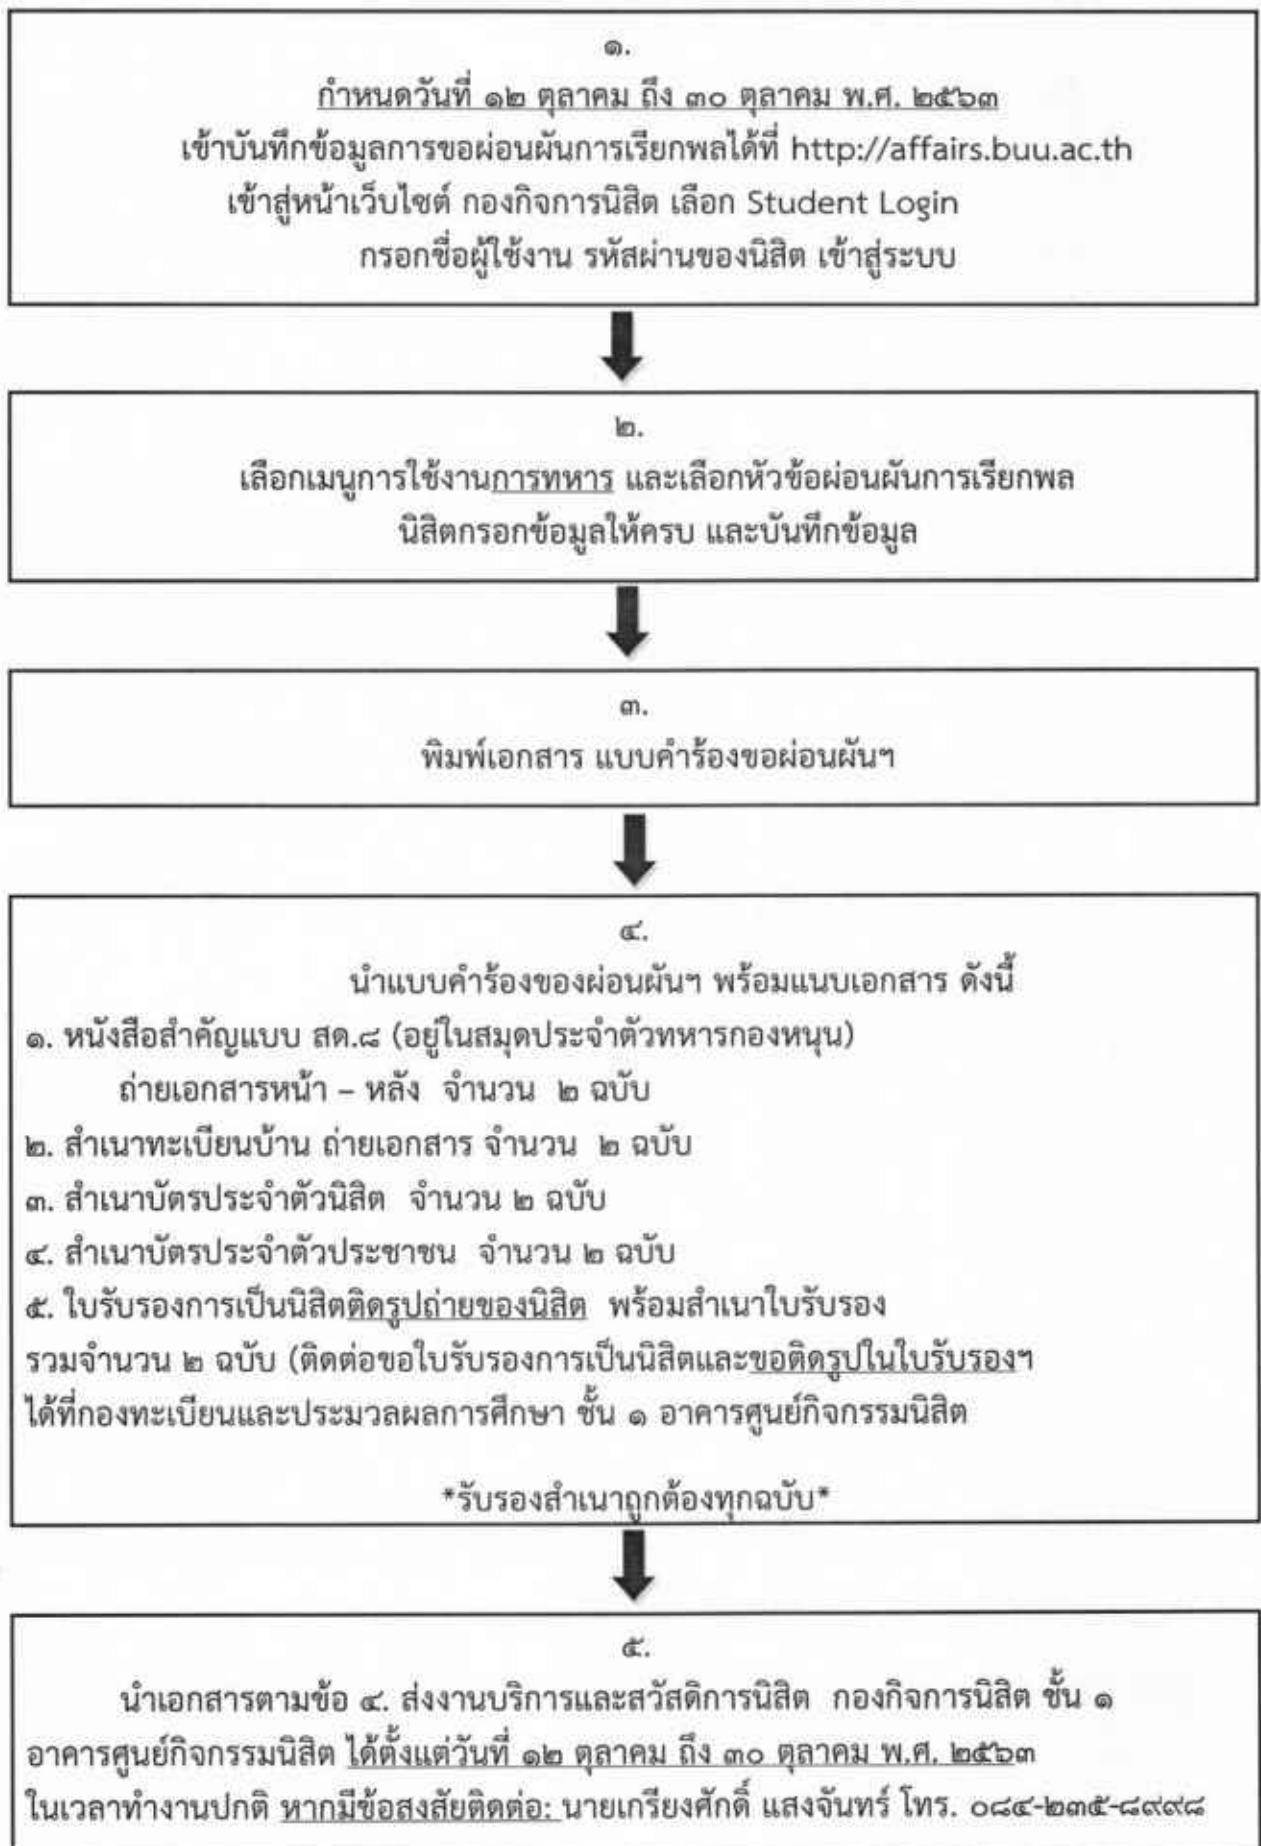 ๑.
กำหนดวันที่ ๑๒ ตุลาคม ถึง ๓๐ ตุลาคม พ.ศ. ๒๕๖๓
เข้าบันทึกข้อมูลการขอผ่อนผันการเรียกพลได้ที่ http://affairs.buu.ac.th
เข้าสู่หน้าเว็บไซต์ กองกิจการนิสิต เลือก Student Login
กรอกชื่อผู้ใช้งาน รหัสผ่านของนิสิต เข้าสู่ระบบ
๒.
เลือกเมนูการใช้งานการทหาร และเลือกหัวข้อผ่อนผันการเรียกพล
นิสิตกรอกข้อมูลให้ครบ และบันทึกข้อมูล
๓.
พิมพ์เอกสาร แบบคำร้องขอผ่อนผันฯ
๔.
นำแบบคำร้องของผ่อนผันฯ พร้อมแนบเอกสาร ดังนี้
๑. หนังสือสำคัญแบบ สด.๘ (อยู่ในสมุดประจำตัวทหารกองหนุน)
ถ่ายเอกสารหน้า – หลัง จำนวน ๒ ฉบับ
๒. สำเนาทะเบียนบ้าน ถ่ายเอกสาร จำนวน ๒ ฉบับ
๓. สำเนาบัตรประจำตัวนิสิต จำนวน ๒ ฉบับ
๔. สำเนาบัตรประจำตัวประชาชน จำนวน ๒ ฉบับ
๕. ใบรับรองการเป็นนิสิตติดรูปถ่ายของนิสิต พร้อมสำเนาใบรับรอง
รวมจำนวน ๒ ฉบับ (ติดต่อขอใบรับรองการเป็นนิสิตและขอติดรูปในใบรับรองฯ
ได้ที่กองทะเบียนและประมวลผลการศึกษา ชั้น ๑ อาคารศูนย์กิจกรรมนิสิต
*รับรองสำเนาถูกต้องทุกฉบับ*
๕.
นำเอกสารตามข้อ ๔. ส่งงานบริการและสวัสดิการนิสิต กองกิจการนิสิต ชั้น ๑
อาคารศูนย์กิจกรรมนิสิต ได้ตั้งแต่วันที่ ๑๒ ตุลาคม ถึง ๓๐ ตุลาคม พ.ศ. ๒๕๖๓
ในเวลาทำงานปกติ หากมีข้อสงสัยติดต่อ: นายเกรียงศักดิ์ แสงจันทร์ โทร. ๐๘๔-๒๓๕-๘๙๙๘